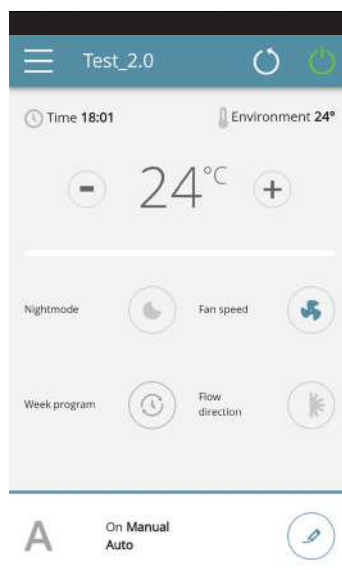 Test_2.0
Time 18:01
Environment 24°
24°C
Nightmode
Fan speed
Week program
Flow
direction
A
On Manual
Auto